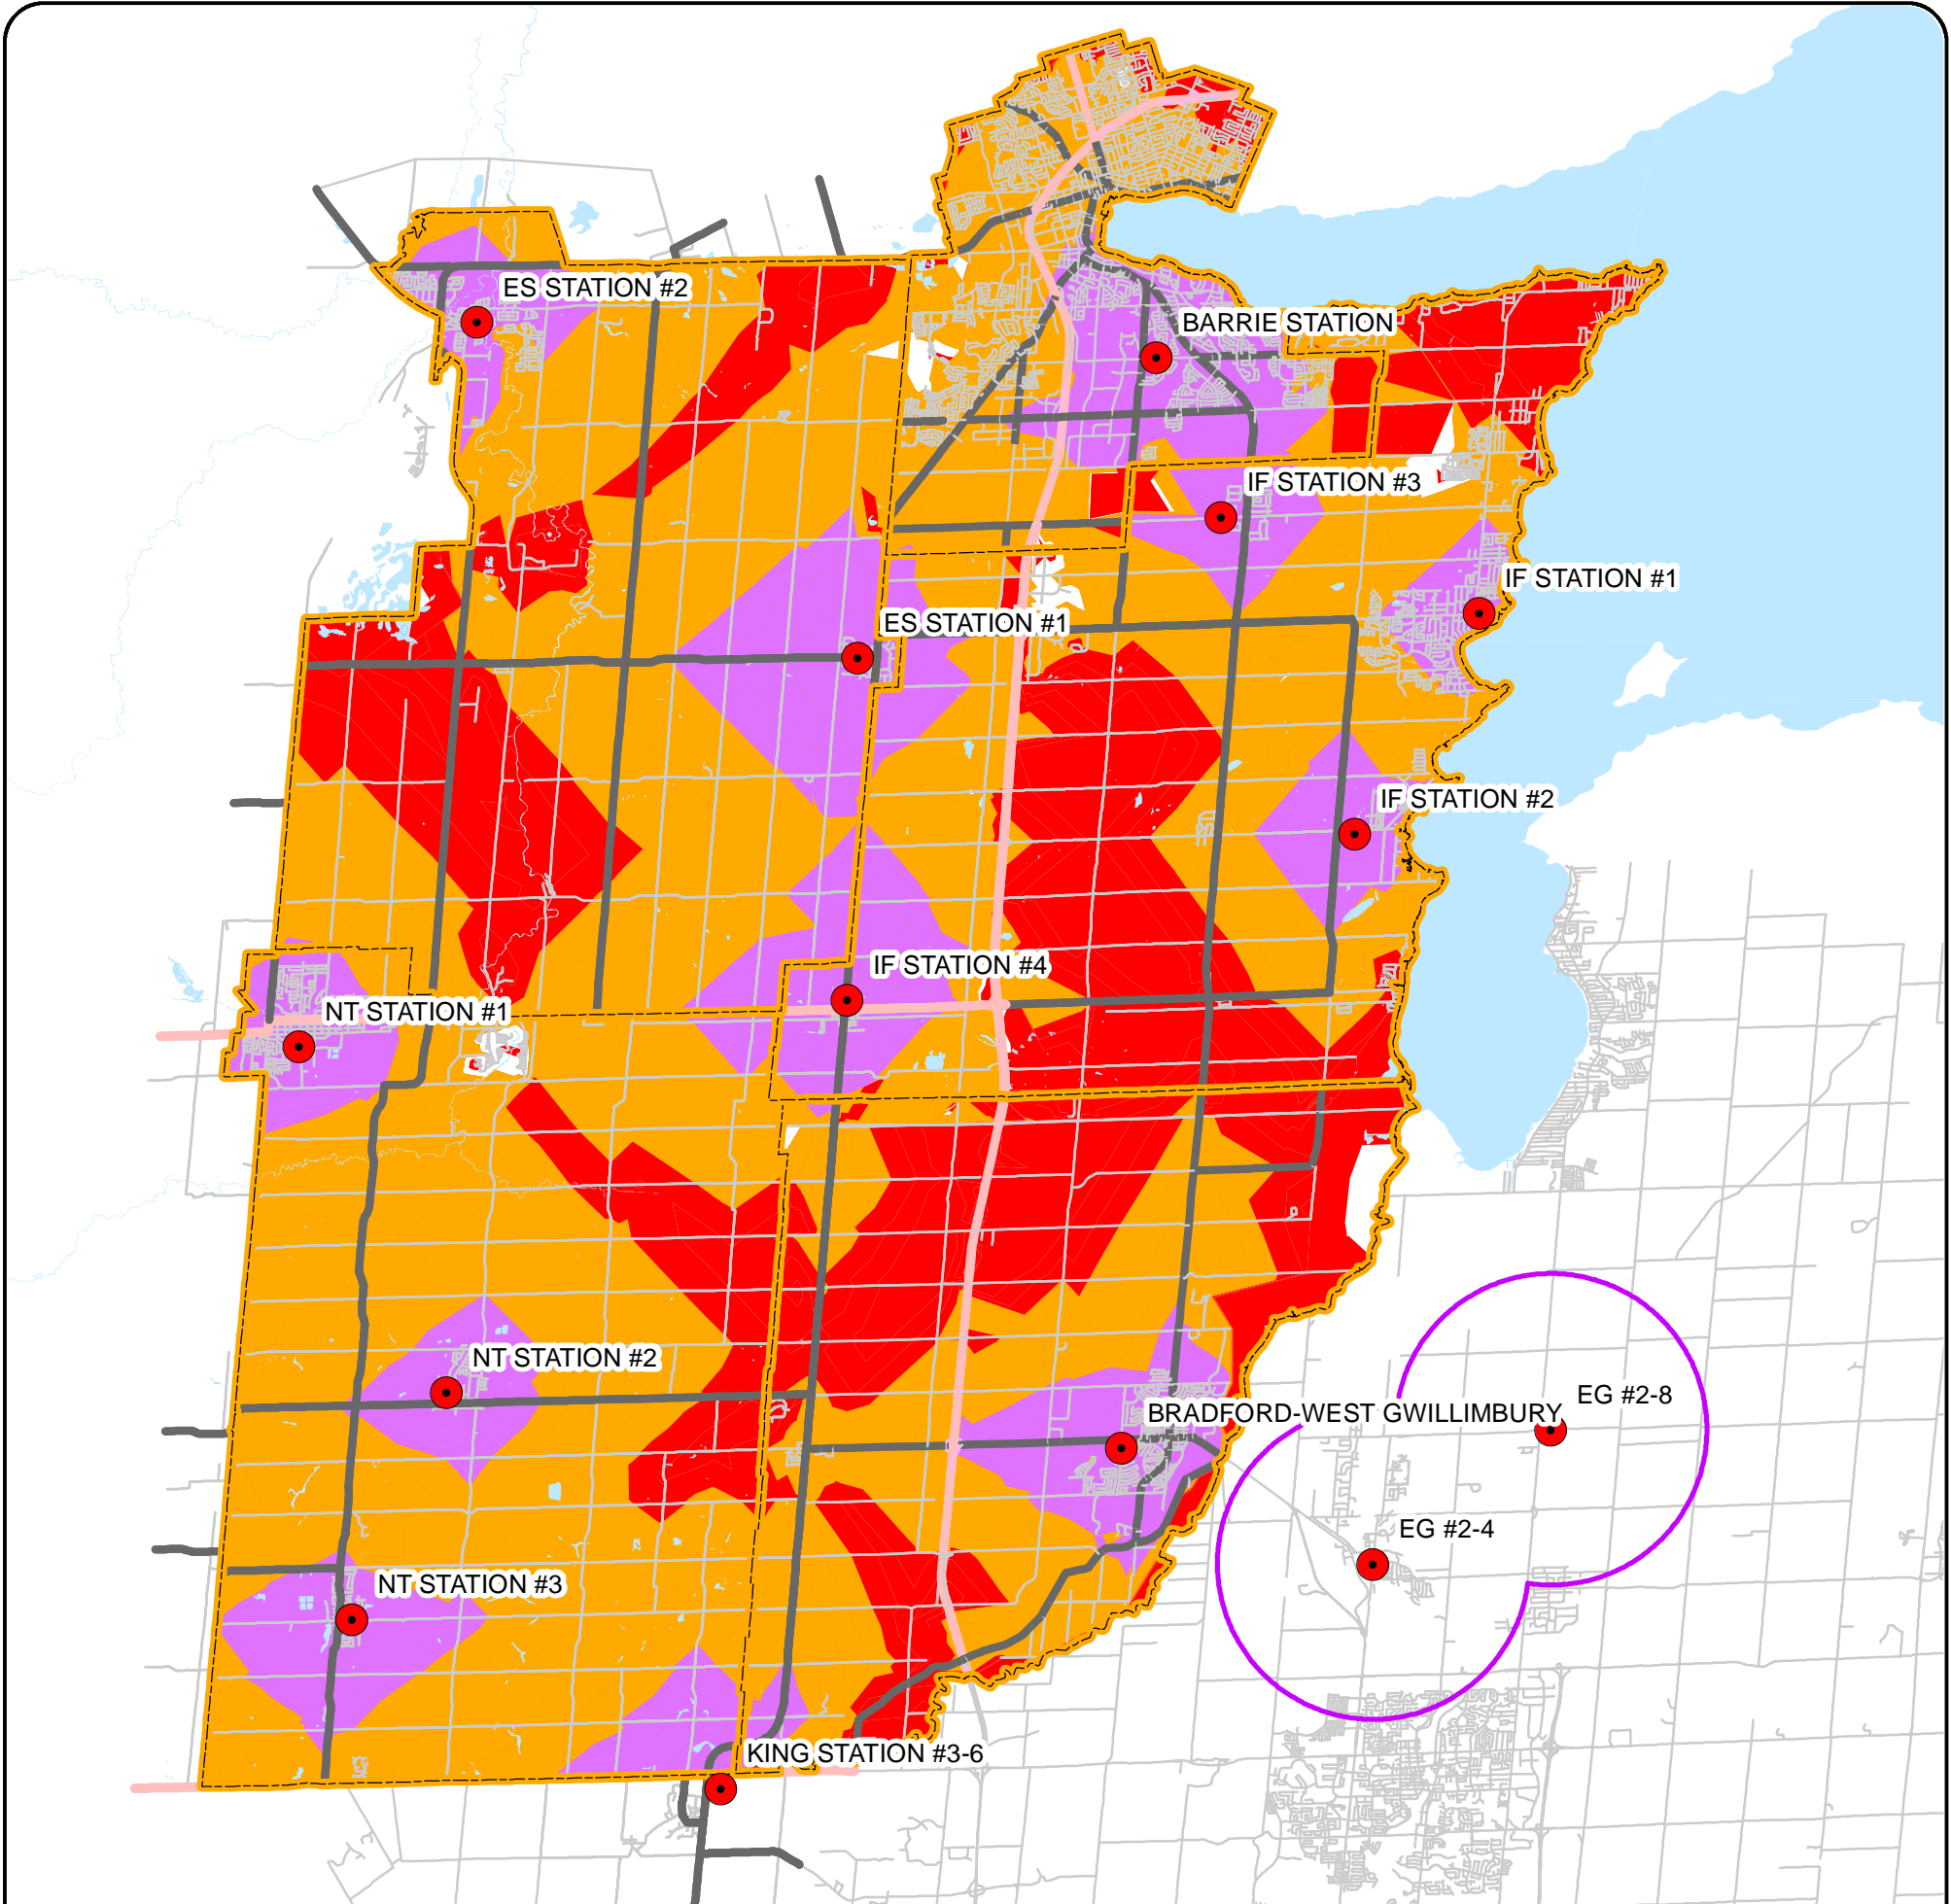 ES STATION #2
BARRIE STATION
IF STATION #3
IF STATION #1
ES STATION #1
IF STATION #2
IF STATION #4
NT STATION #1
NT STATION #2
EG #2-8
BRADFORD-WEST GWILLIMBURY
EG #2-4
NT STATION #3
KING STATION #3-6